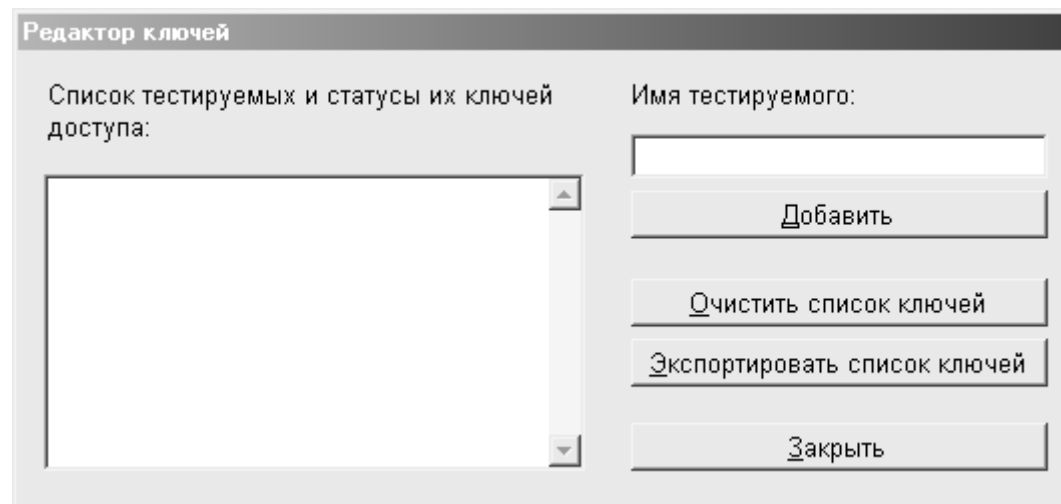 Редактор ключей
Список тестируемых и статусы их ключей
доступа:
Имя тестируемого:
Добавить
Очистить список ключей
Экспортировать список ключей
Закрыть